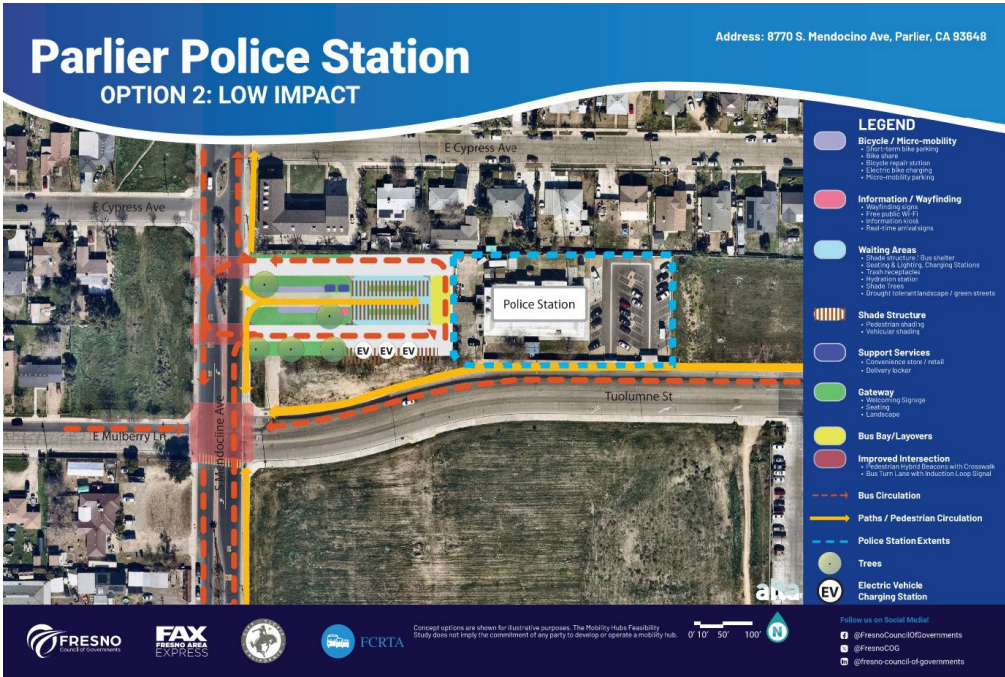 Parlier Police Station
OPTION 2: LOW IMPACT
Address: 8770 S. Mendocino Ave, Parlier, CA 93648
E Cypress Ave
E Cypress Ave
Police Station
EV
EV
EV
Tuolumne St
E Mulberry Ln
Mendocline Ave
LEGEND
Bicycle / Micro-mobility
• Short-term bike parking
• Bike share
• Bicycle repair station
• Electric bike charging
• Micro-mobility parking
Information / Wayfinding
• Wayfinding signs
• Free public Wi-Fi
• Information kiosk
• Real-time arrival signs
Waiting Areas
• Shade structure / Bus shelter
• Seating & Lighting, Charging Stations
• Trash receptacles
• Hydration station
• Shade Trees
• Drought tolerant landscape / green streets
Shade Structure
• Pedestrian shading
• Vehicular shading
Support Services
• Convenience store / retail
• Delivery locker
Gateway
• Welcoming Signage
• Seating
• Landscape
Bus Bay/Layovers
Improved Intersection
• Pedestrian Hybrid Beacons with Crosswalk
• Bus Turn Lane with Induction Loop Signal
Bus Circulation
Paths / Pedestrian Circulation
Police Station Extents
Trees
EV
Electric Vehicle
Charging Station
FRESNO
Council of Governments
FAX
FRESNO AREA
EXPRESS
FCRTA
Concept options are shown for illustrative purposes. The Mobility Hubs Feasibility
Study does not imply the commitment of any party to develop or operate a mobility hub.
0' 10' 50' 100'
N
Follow us on Social Media!
@FresnoCouncilOfGovernments
@FresnoCOG
@fresno-council-of-governments